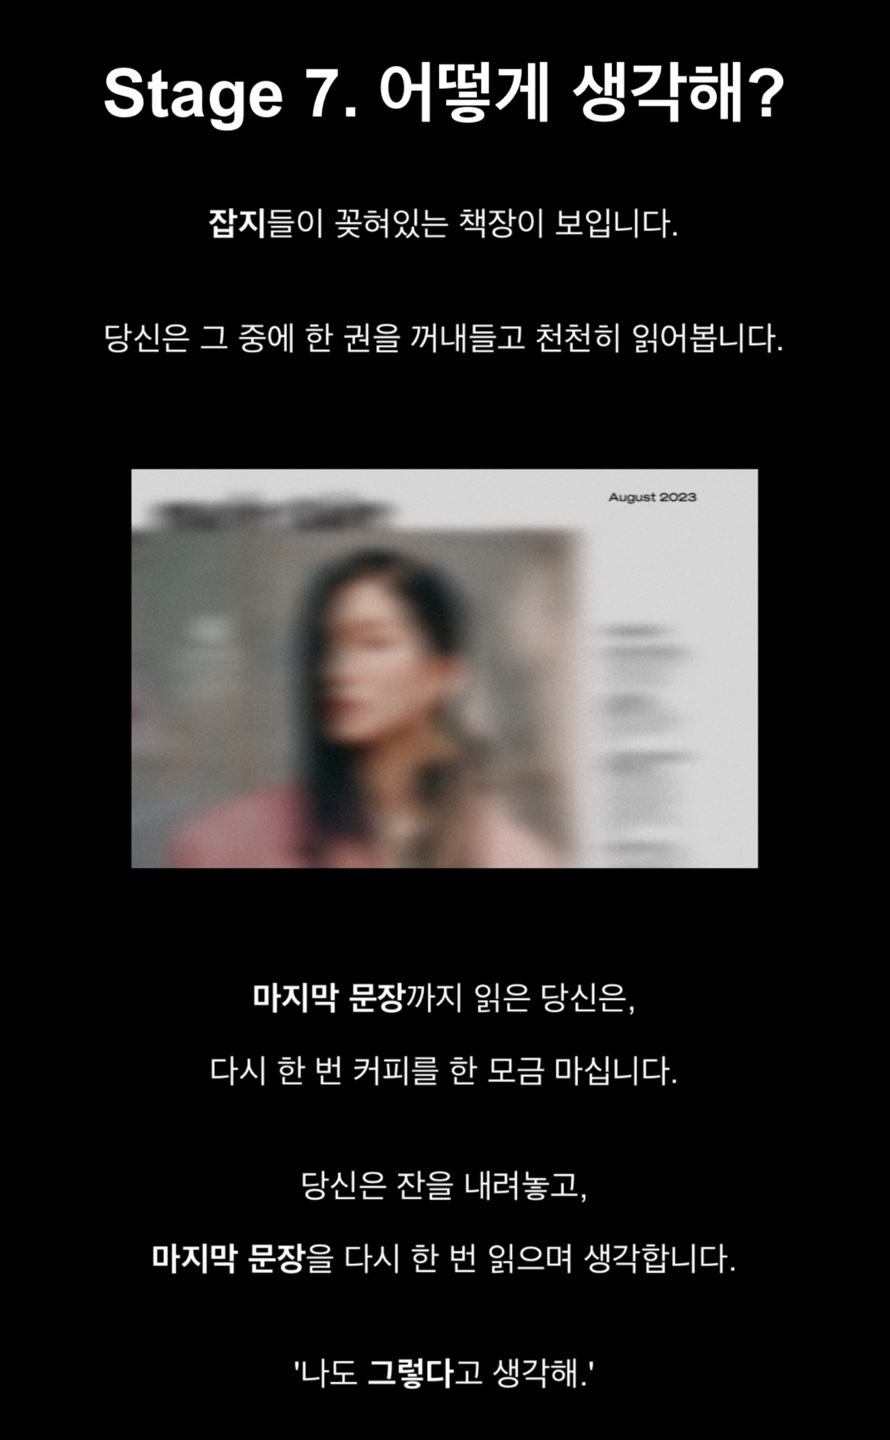 Stage 7. 어떻게 생각해?
잡지들이 꽂혀있는 책장이 보입니다.
당신은 그 중에 한 권을 꺼내들고 천천히 읽어봅니다.
August 2023
마지막 문장까지 읽은 당신은,
다시 한 번 커피를 한 모금 마십니다.
당신은 잔을 내려놓고,
마지막 문장을 다시 한 번 읽으며 생각합니다.
'나도 그렇다고 생각해.'